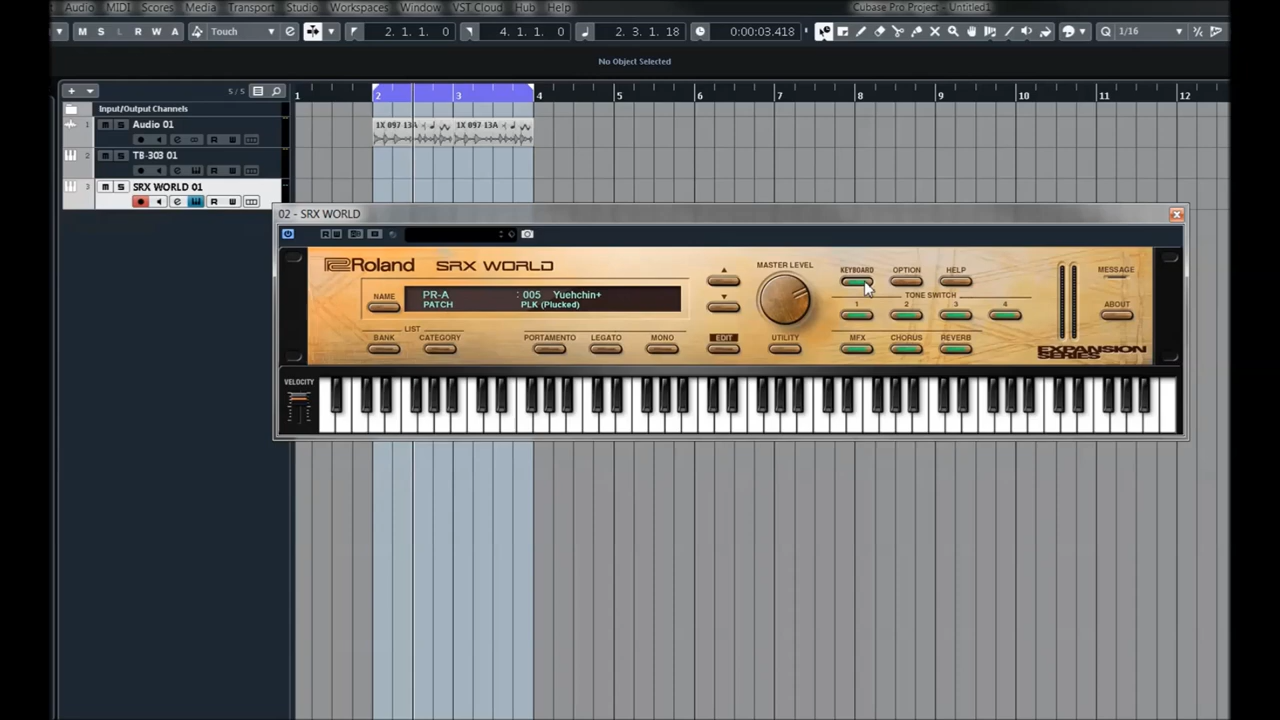 Audio MIDI Scores Media Transport Studio Workspaces Window VST Cloud Hub Help Cubase Pro Project - Untitled1
M S L R W A Touch 2. 1. 1. 0 4. 1. 1. 0 2. 3. 1. 18 0:00:03.418 Q 1/16
No Object Selected
5/5 1 2 3 4 5 6 7 8 9 10 11 12
Input/Output Channels
1 m S Audio 01 1X 097 13A 1X 097 13A
e R W
2 m S TB-303 01
e R W
3 m S SRX WORLD 01
e R W
02 - SRX WORLD
R W
Roland SRX WORLD MASTER LEVEL KEYBOARD OPTION HELP MESSAGE
NAME PR-A : 005 Yuehchin+ TONE SWITCH
PATCH PLK (Plucked) 1 2 3 4 ABOUT
LIST
BANK CATEGORY PORTAMENTO LEGATO MONO EDIT UTILITY MFX CHORUS REVERB EXPANSION
SERIES
VELOCITY